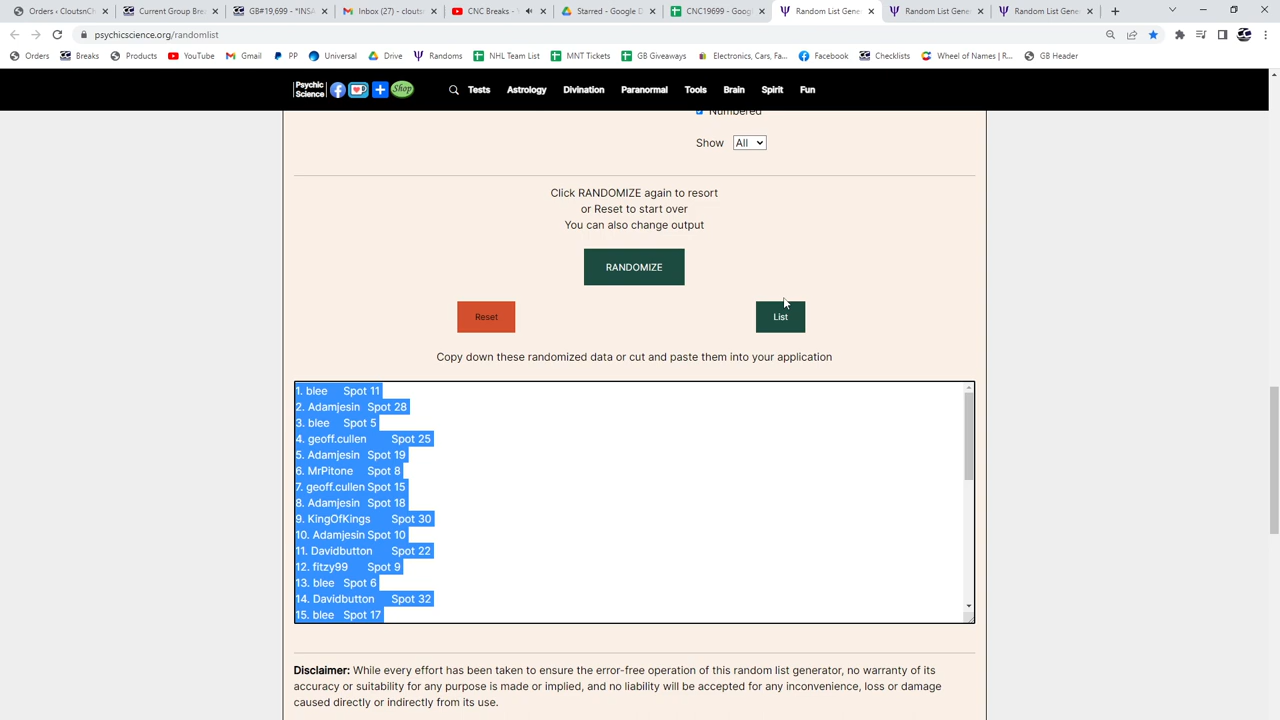 Orders ‹ CloutsnCh
Current Group Break
GB#19,699 - *INSA
Inbox (27) - clouts
CNC Breaks -
Starred - Google D
CNC19699 - Goog
Random List Gene
Random List Gene
Random List Gene
psychicscience.org/randomlist
Orders
Breaks
Products
YouTube
Gmail
PP
Universal
Drive
Randoms
NHL Team List
MNT Tickets
GB Giveaways
Electronics, Cars, Fa...
Facebook
Checklists
Wheel of Names | R...
GB Header
Psychic Science
Shop
Tests
Astrology
Divination
Paranormal
Tools
Brain
Spirit
Fun
Numbered
Show All
Click RANDOMIZE again to resort
or Reset to start over
You can also change output
RANDOMIZE
Reset
List
Copy down these randomized data or cut and paste them into your application
1. blee Spot 11
2. Adamjesin Spot 28
3. blee Spot 5
4. geoff.cullen Spot 25
5. Adamjesin Spot 19
6. MrPitone Spot 8
7. geoff.cullen Spot 15
8. Adamjesin Spot 18
9. KingOfKings Spot 30
10. Adamjesin Spot 10
11. Davidbutton Spot 22
12. fitzy99 Spot 9
13. blee Spot 6
14. Davidbutton Spot 32
15. blee Spot 17
Disclaimer: While every effort has been taken to ensure the error-free operation of this random list generator, no warranty of its
accuracy or suitability for any purpose is made or implied, and no liability will be accepted for any inconvenience, loss or damage
caused directly or indirectly from its use.